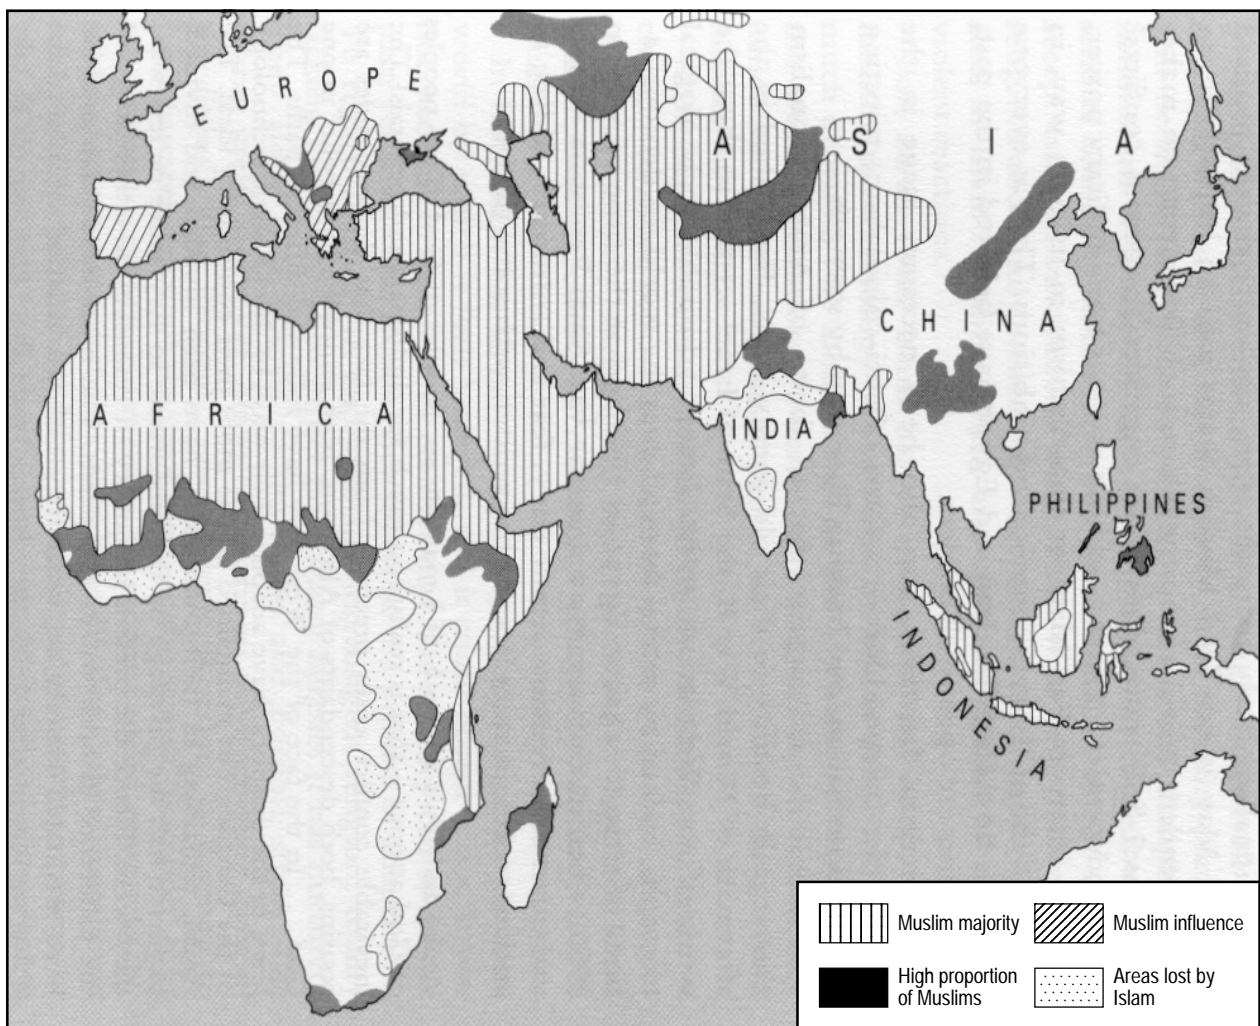 EUROPE
ASIA
CHINA
AFRICA
INDIA
PHILIPPINES
INDONESIA
Muslim majority
Muslim influence
High proportion
of Muslims
Areas lost by
Islam